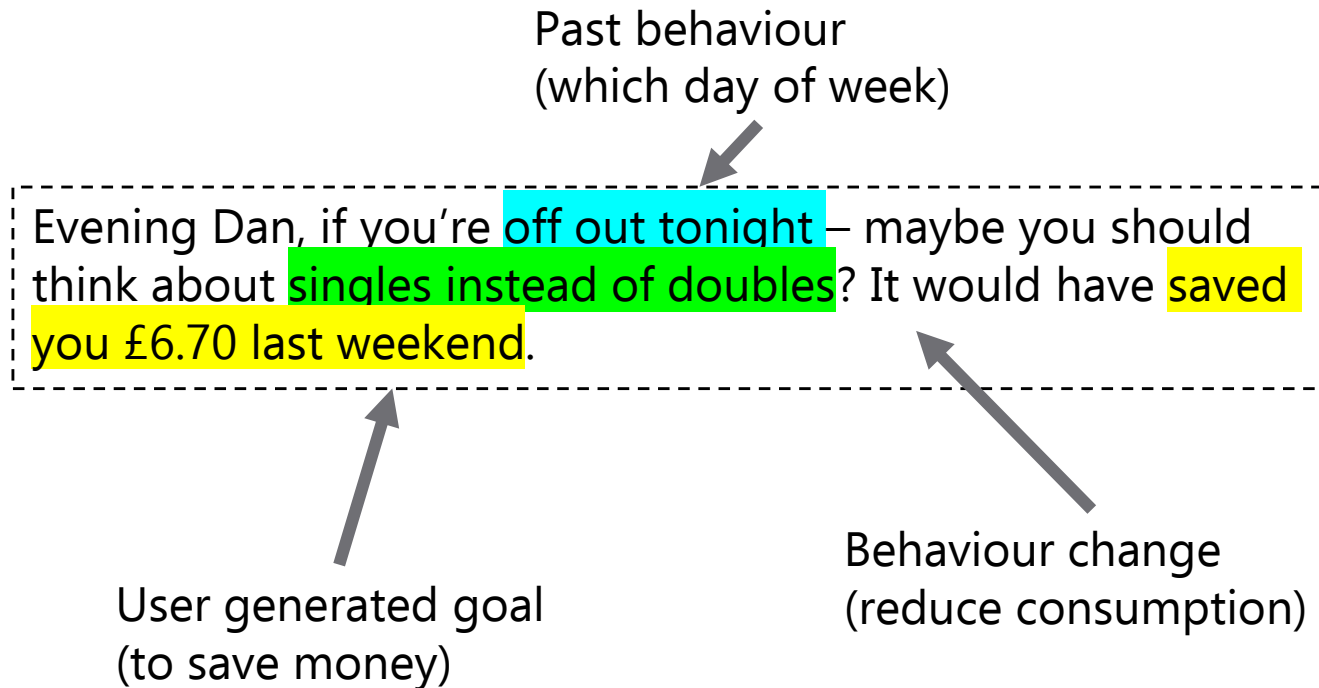 Past behaviour
(which day of week)
Evening Dan, if you’re off out tonight – maybe you should
think about singles instead of doubles? It would have saved
you £6.70 last weekend.
Behaviour change
(reduce consumption)
User generated goal
(to save money)